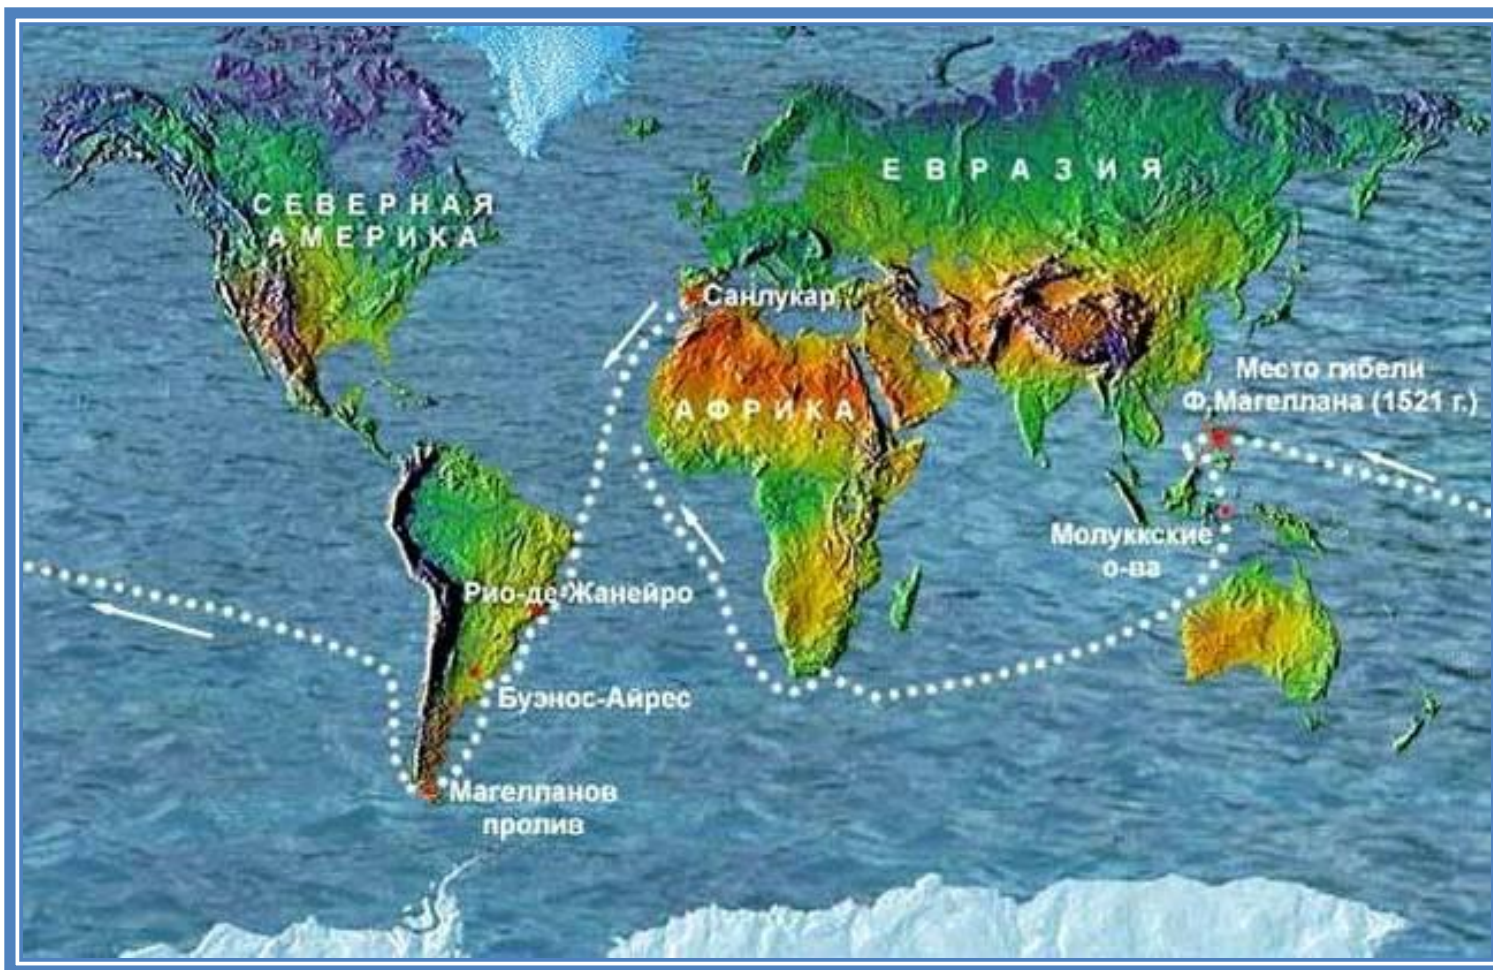 ЕВРАЗИЯ
СЕВЕРНАЯ
АМЕРИКА
Санлукар
Место гибели
Ф.Магеллана (1521 г.)
АФРИКА
Молуккские
о-ва
Рио-де-Жанейро
Буэнос-Айрес
Магелланов
пролив